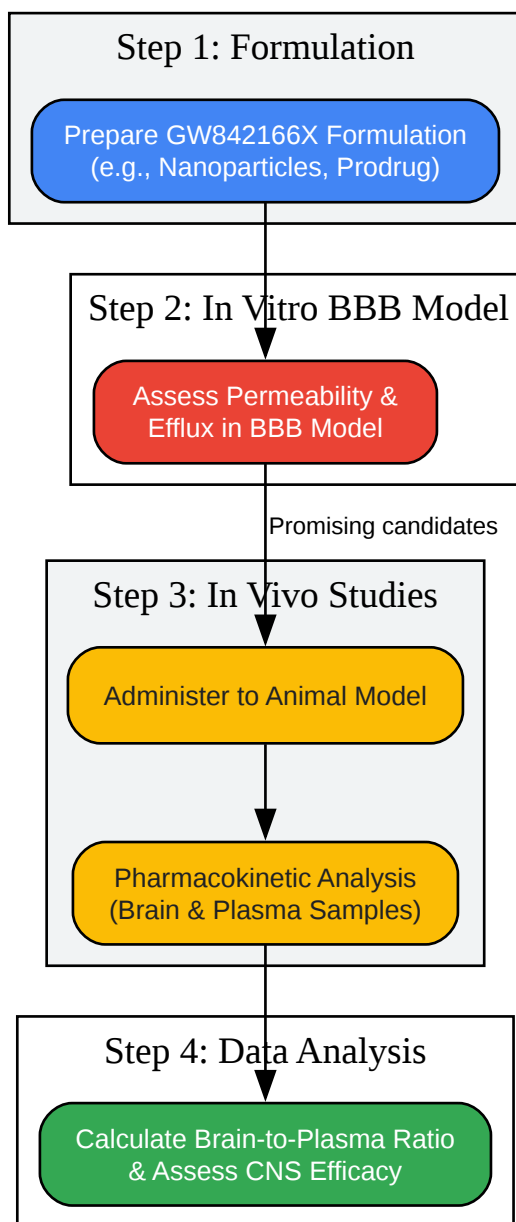 Step 1: Formulation
Prepare GW842166X Formulation
(e.g., Nanoparticles, Prodrug)
Step 2: In Vitro BBB Model
Assess Permeability &
Efflux in BBB Model
Promising candidates
Step 3: In Vivo Studies
Administer to Animal Model
Pharmacokinetic Analysis
(Brain & Plasma Samples)
Step 4: Data Analysis
Calculate Brain-to-Plasma Ratio
& Assess CNS Efficacy